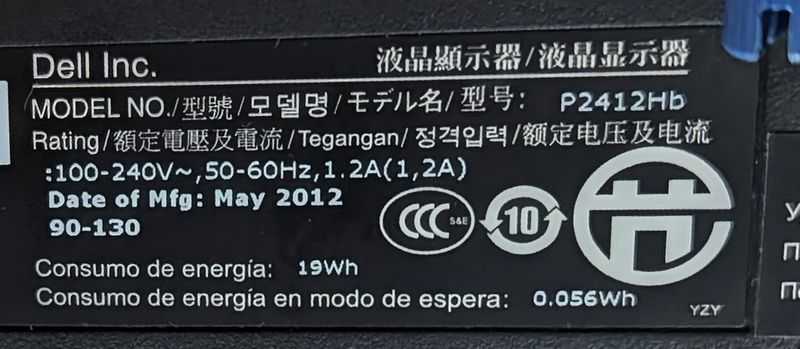 Dell Inc. 液晶顯示器/液晶显示器
MODEL NO./型號/모델명/モデル名/型号: P2412Hb
Rating/額定電壓及電流/Tegangan/정격입력/额定电压及电流
:100-240V~,50-60Hz,1.2A(1,2A)
Date of Mfg: May 2012
90-130
CCC S&E
10
Consumo de energía: 19Wh
Consumo de energía en modo de espera: 0.056Wh
YZY